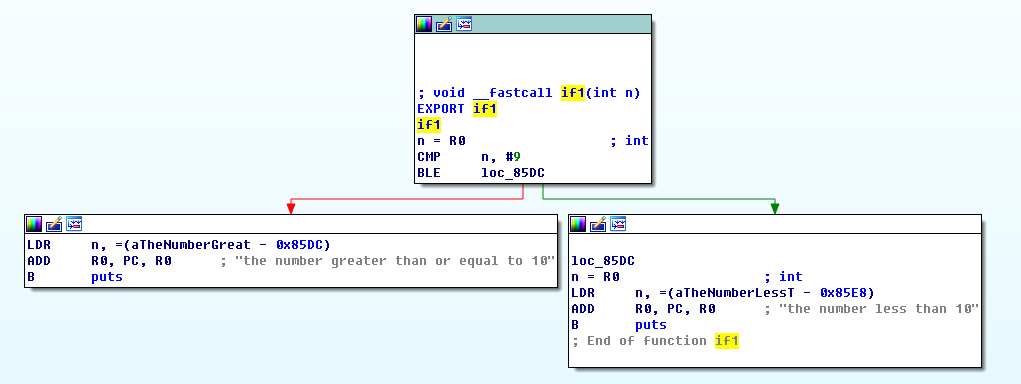 ; void __fastcall if1(int n)
EXPORT if1
if1
n = R0 ; int
CMP n, #9
BLE loc_85DC
LDR n, =(aTheNumberGreat - 0x85DC)
ADD R0, PC, R0 ; "the number greater than or equal to 10"
B puts
loc_85DC
n = R0 ; int
LDR n, =(aTheNumberLessT - 0x85E8)
ADD R0, PC, R0 ; "the number less than 10"
B puts
; End of function if1